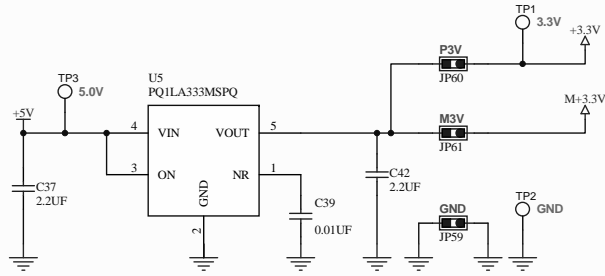 TP1
3.3V
+3.3V
P3V
JP60
U5
PQ1LA333MSPQ
TP3
5.0V
+5V
4
VIN
VOUT
5
M3V
JP61
M+3.3V
3
ON
NR
1
GND
2
C37
2.2UF
C39
0.01UF
C42
2.2UF
GND
JP59
TP2
GND